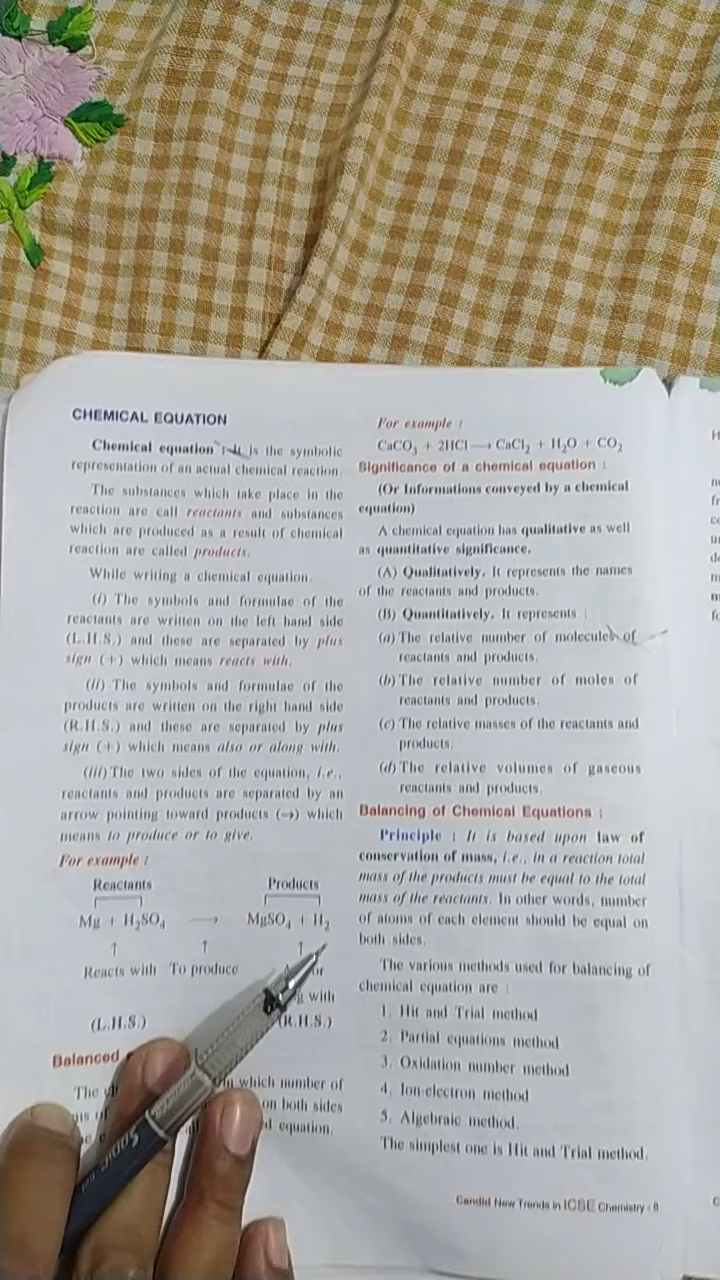 CHEMICAL EQUATION
Chemical equation : It is the symbolic
representation of an actual chemical reaction.
The substances which take place in the
reaction are call reactants and substances
which are produced as a result of chemical
reaction are called products.
While writing a chemical equation.
(i) The symbols and formulae of the
reactants are written on the left hand side
(L.H.S.) and these are separated by plus
sign (+) which means reacts with.
(ii) The symbols and formulae of the
products are written on the right hand side
(R.H.S.) and these are separated by plus
sign (+) which means also or along with.
(iii) The two sides of the equation, i.e.,
reactants and products are separated by an
arrow pointing toward products (→) which
means to produce or to give.
For example :
Reactants Products
Mg + H₂SO₄ → MgSO₄ + H₂
↑ ↑ ↑
Reacts with To produce or
with
(L.H.S.) (R.H.S.)
Balanced
The which number of
on both sides
equation.
For example :
CaCO₃ + 2HCl → CaCl₂ + H₂O + CO₂
Significance of a chemical equation :
(Or Informations conveyed by a chemical
equation)
A chemical equation has qualitative as well
as quantitative significance.
(A) Qualitatively. It represents the names
of the reactants and products.
(B) Quantitatively. It represents :
(a) The relative number of molecules of
reactants and products.
(b) The relative number of moles of
reactants and products.
(c) The relative masses of the reactants and
products.
(d) The relative volumes of gaseous
reactants and products.
Balancing of Chemical Equations :
Principle : It is based upon law of
conservation of mass, i.e., in a reaction total
mass of the products must be equal to the total
mass of the reactants. In other words, number
of atoms of each element should be equal on
both sides.
The various methods used for balancing of
chemical equation are :
1. Hit and Trial method
2. Partial equations method
3. Oxidation number method
4. Ion-electron method
5. Algebraic method.
The simplest one is Hit and Trial method.
Candid New Trends in ICSE Chemistry - 8